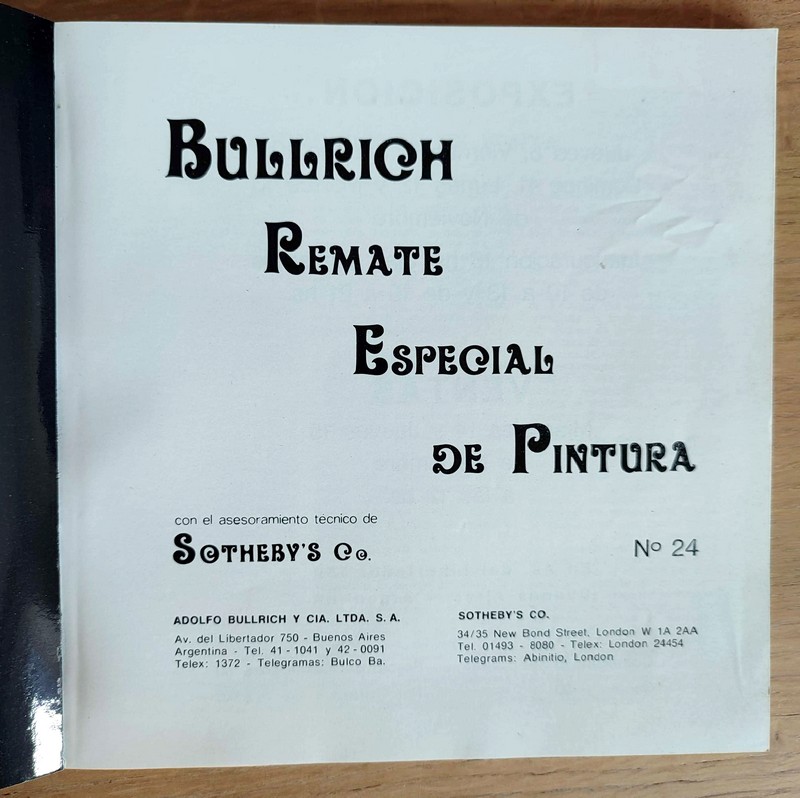 BULLRICH
REMATE
ESPECIAL
DE PINTURA
con el asesoramiento técnico de
SOTHEBY'S Co.
Nº 24
ADOLFO BULLRICH Y CIA. LTDA. S. A.
Av. del Libertador 750 - Buenos Aires
Argentina - Tel. 41 - 1041 y 42 - 0091
Telex: 1372 - Telegramas: Bulco Ba.
SOTHEBY'S CO.
34/35 New Bond Street, London W 1A 2AA
Tel. 01493 - 8080 - Telex: London 24454
Telegrams: Abinitio, London